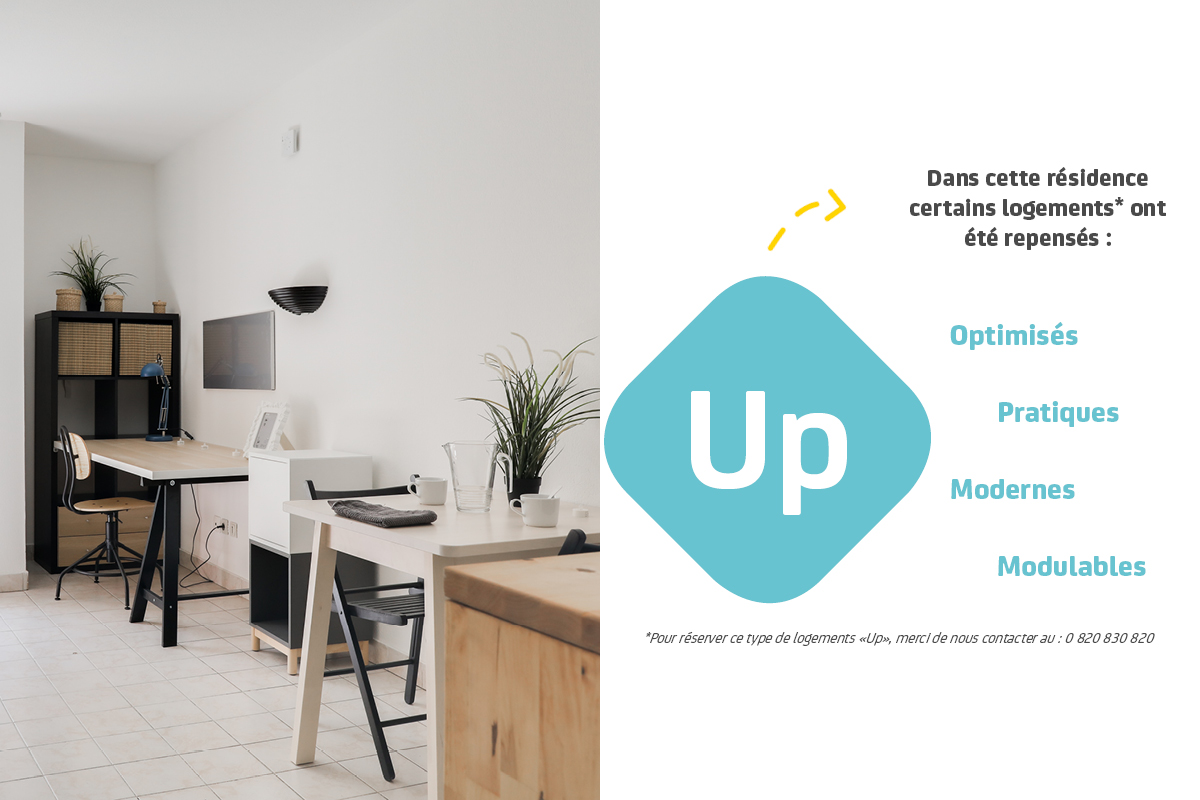 Dans cette résidence
certains logements* ont
été repensés :
Up
Optimisés
Pratiques
Modernes
Modulables
*Pour réserver ce type de logements «Up», merci de nous contacter au : 0 820 830 820